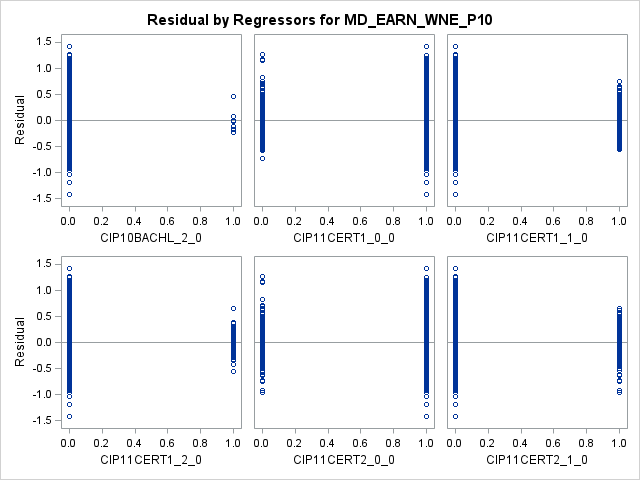 Residual by Regressors for MD_EARN_WNE_P10
1.5
1.0
0.5
0.0
-0.5
-1.0
-1.5
Residual
0.0 0.2 0.4 0.6 0.8 1.0
CIP10BACHL_2_0
0.0 0.2 0.4 0.6 0.8 1.0
CIP11CERT1_0_0
0.0 0.2 0.4 0.6 0.8 1.0
CIP11CERT1_1_0
1.5
1.0
0.5
0.0
-0.5
-1.0
-1.5
Residual
0.0 0.2 0.4 0.6 0.8 1.0
CIP11CERT1_2_0
0.0 0.2 0.4 0.6 0.8 1.0
CIP11CERT2_0_0
0.0 0.2 0.4 0.6 0.8 1.0
CIP11CERT2_1_0